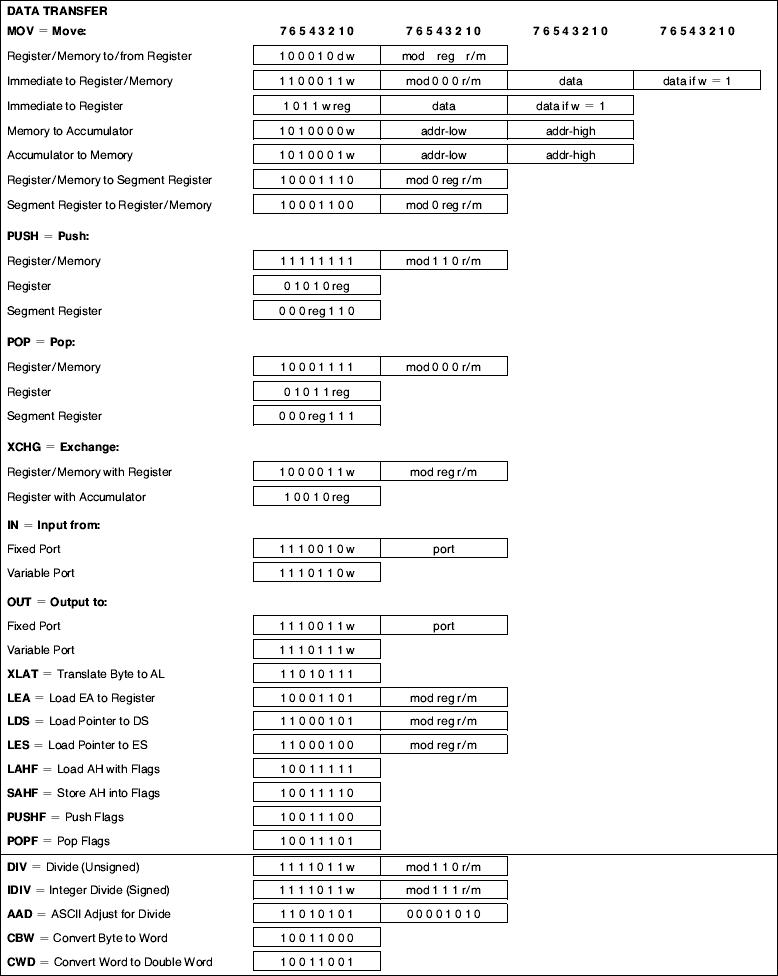 DATA TRANSFER
MOV = Move: 7 6 5 4 3 2 1 0 7 6 5 4 3 2 1 0 7 6 5 4 3 2 1 0 7 6 5 4 3 2 1 0
Register/Memory to/from Register 1 0 0 0 1 0 d w mod reg r/m
Immediate to Register/Memory 1 1 0 0 0 1 1 w mod 0 0 0 r/m data data if w = 1
Immediate to Register 1 0 1 1 w reg data data if w = 1
Memory to Accumulator 1 0 1 0 0 0 0 w addr-low addr-high
Accumulator to Memory 1 0 1 0 0 0 1 w addr-low addr-high
Register/Memory to Segment Register 1 0 0 0 1 1 1 0 mod 0 reg r/m
Segment Register to Register/Memory 1 0 0 0 1 1 0 0 mod 0 reg r/m
PUSH = Push:
Register/Memory 1 1 1 1 1 1 1 1 mod 1 1 0 r/m
Register 0 1 0 1 0 reg
Segment Register 0 0 0 reg 1 1 0
POP = Pop:
Register/Memory 1 0 0 0 1 1 1 1 mod 0 0 0 r/m
Register 0 1 0 1 1 reg
Segment Register 0 0 0 reg 1 1 1
XCHG = Exchange:
Register/Memory with Register 1 0 0 0 0 1 1 w mod reg r/m
Register with Accumulator 1 0 0 1 0 reg
IN = Input from:
Fixed Port 1 1 1 0 0 1 0 w port
Variable Port 1 1 1 0 1 1 0 w
OUT = Output to:
Fixed Port 1 1 1 0 0 1 1 w port
Variable Port 1 1 1 0 1 1 1 w
XLAT = Translate Byte to AL 1 1 0 1 0 1 1 1
LEA = Load EA to Register 1 0 0 0 1 1 0 1 mod reg r/m
LDS = Load Pointer to DS 1 1 0 0 0 1 0 1 mod reg r/m
LES = Load Pointer to ES 1 1 0 0 0 1 0 0 mod reg r/m
LAHF = Load AH with Flags 1 0 0 1 1 1 1 1
SAHF = Store AH into Flags 1 0 0 1 1 1 1 0
PUSHF = Push Flags 1 0 0 1 1 1 0 0
POPF = Pop Flags 1 0 0 1 1 1 0 1
DIV = Divide (Unsigned) 1 1 1 1 0 1 1 w mod 1 1 0 r/m
IDIV = Integer Divide (Signed) 1 1 1 1 0 1 1 w mod 1 1 1 r/m
AAD = ASCII Adjust for Divide 1 1 0 1 0 1 0 1 0 0 0 0 1 0 1 0
CBW = Convert Byte to Word 1 0 0 1 1 0 0 0
CWD = Convert Word to Double Word 1 0 0 1 1 0 0 1